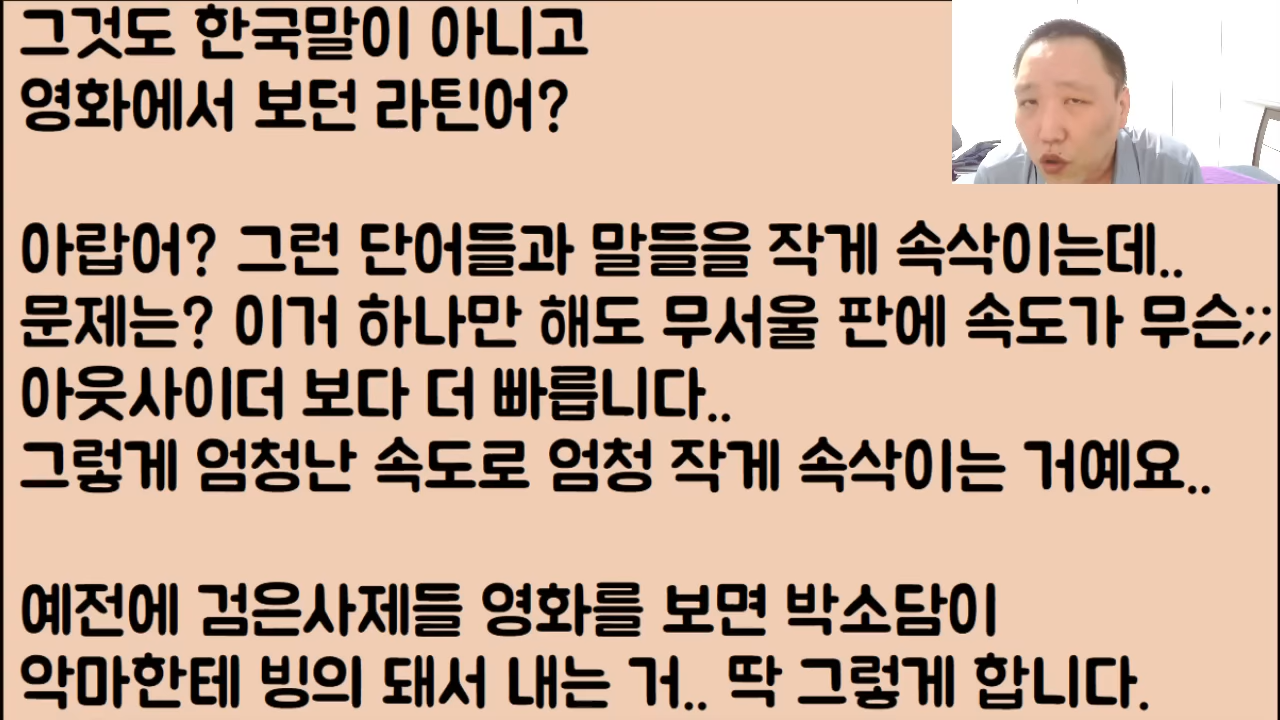 그것도 한국말이 아니고
영화에서 보던 라틴어?
아랍어? 그런 단어들과 말들을 작게 속삭이는데..
문제는? 이거 하나만 해도 무서울 판에 속도가 무슨;;
아웃사이더 보다 더 빠릅니다..
그렇게 엄청난 속도로 엄청 작게 속삭이는 거예요..
예전에 검은사제들 영화를 보면 박소담이
악마한테 빙의 돼서 내는 거.. 딱 그렇게 합니다.